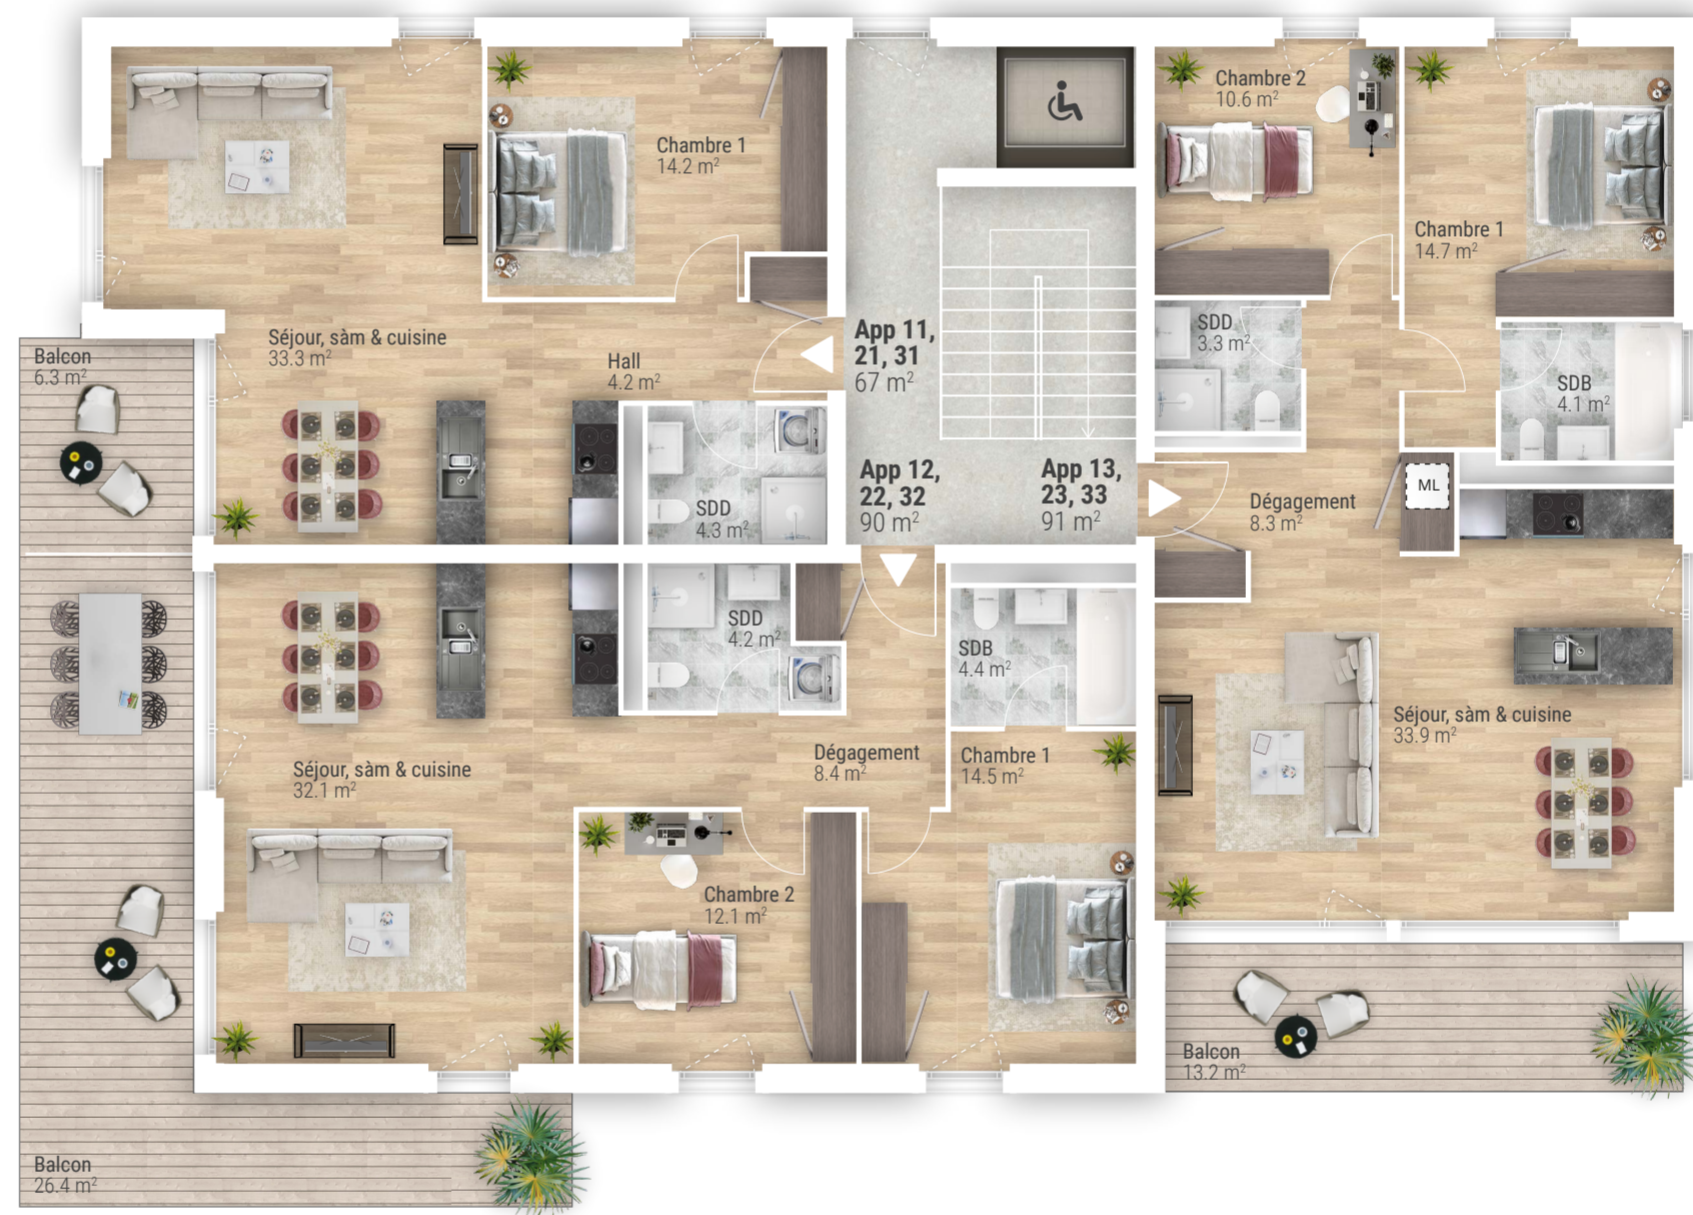 Chambre 2
10.6 m²
Chambre 1
14.2 m²
Chambre 1
14.7 m²
Séjour, sàm & cuisine
33.3 m²
Hall
4.2 m²
App 11,
21, 31
67 m²
SDD
3.3 m²
SDB
4.1 m²
Balcon
6.3 m²
App 12,
22, 32
90 m²
App 13,
23, 33
91 m²
SDD
4.3 m²
Dégagement
8.3 m²
ML
SDD
4.2 m²
SDB
4.4 m²
Séjour, sàm & cuisine
32.1 m²
Dégagement
8.4 m²
Chambre 1
14.5 m²
Séjour, sàm & cuisine
33.9 m²
Chambre 2
12.1 m²
Balcon
13.2 m²
Balcon
26.4 m²